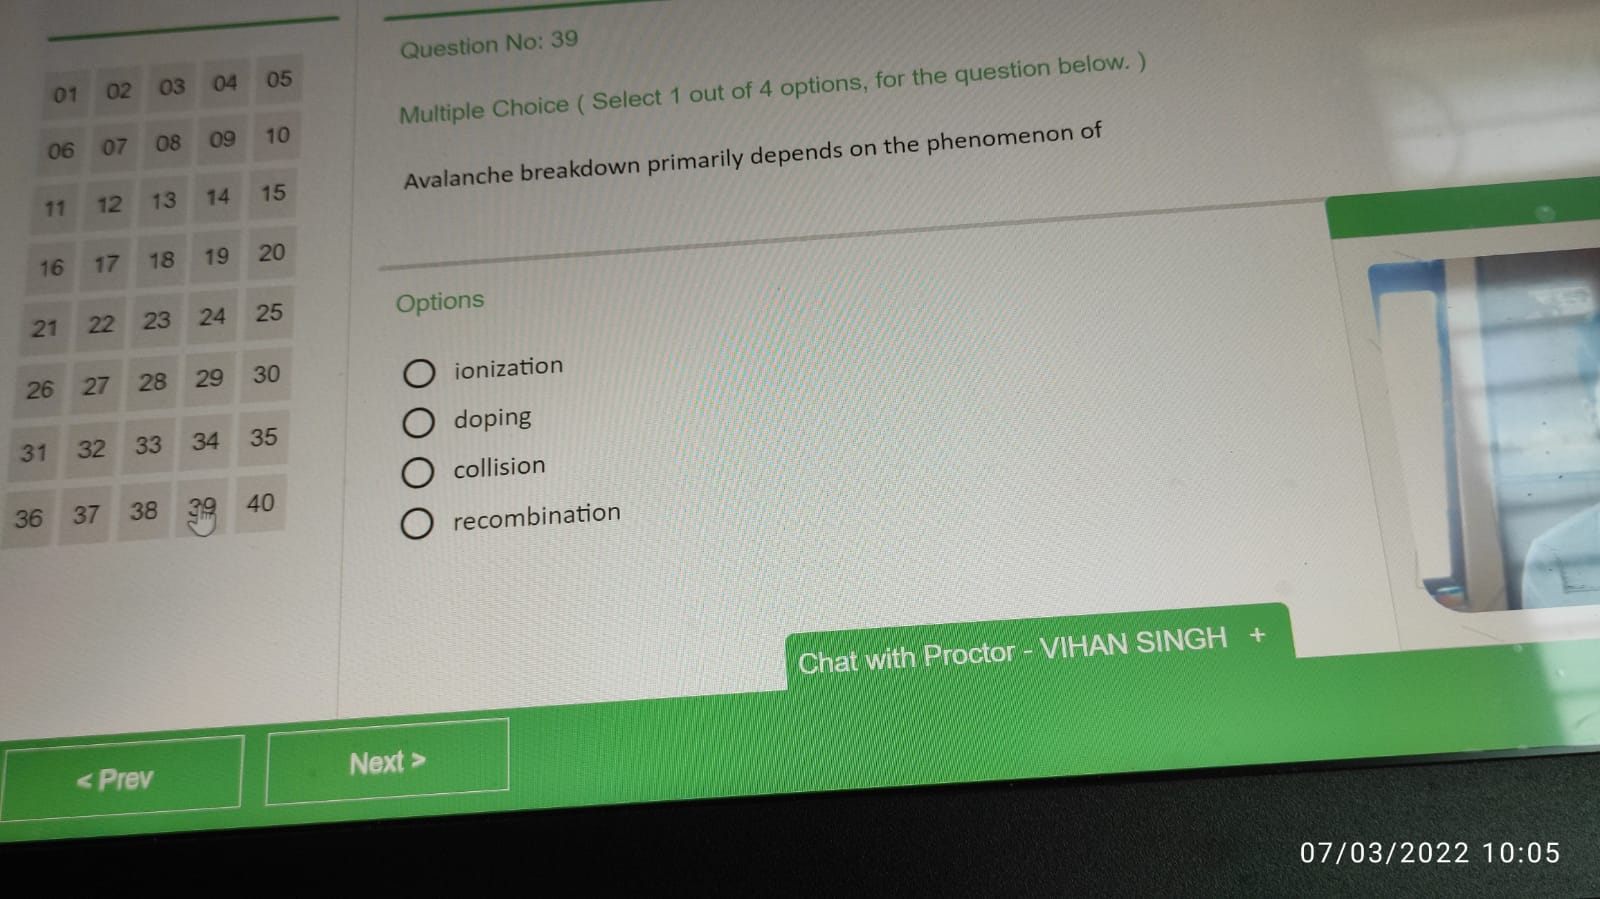 01 02 03 04 05
06 07 08 09 10
11 12 13 14 15
16 17 18 19 20
21 22 23 24 25
26 27 28 29 30
31 32 33 34 35
36 37 38 39 40
Question No: 39
Multiple Choice ( Select 1 out of 4 options, for the question below. )
Avalanche breakdown primarily depends on the phenomenon of
Options
ionization
doping
collision
recombination
Chat with Proctor - VIHAN SINGH +
< Prev
Next >
07/03/2022 10:05